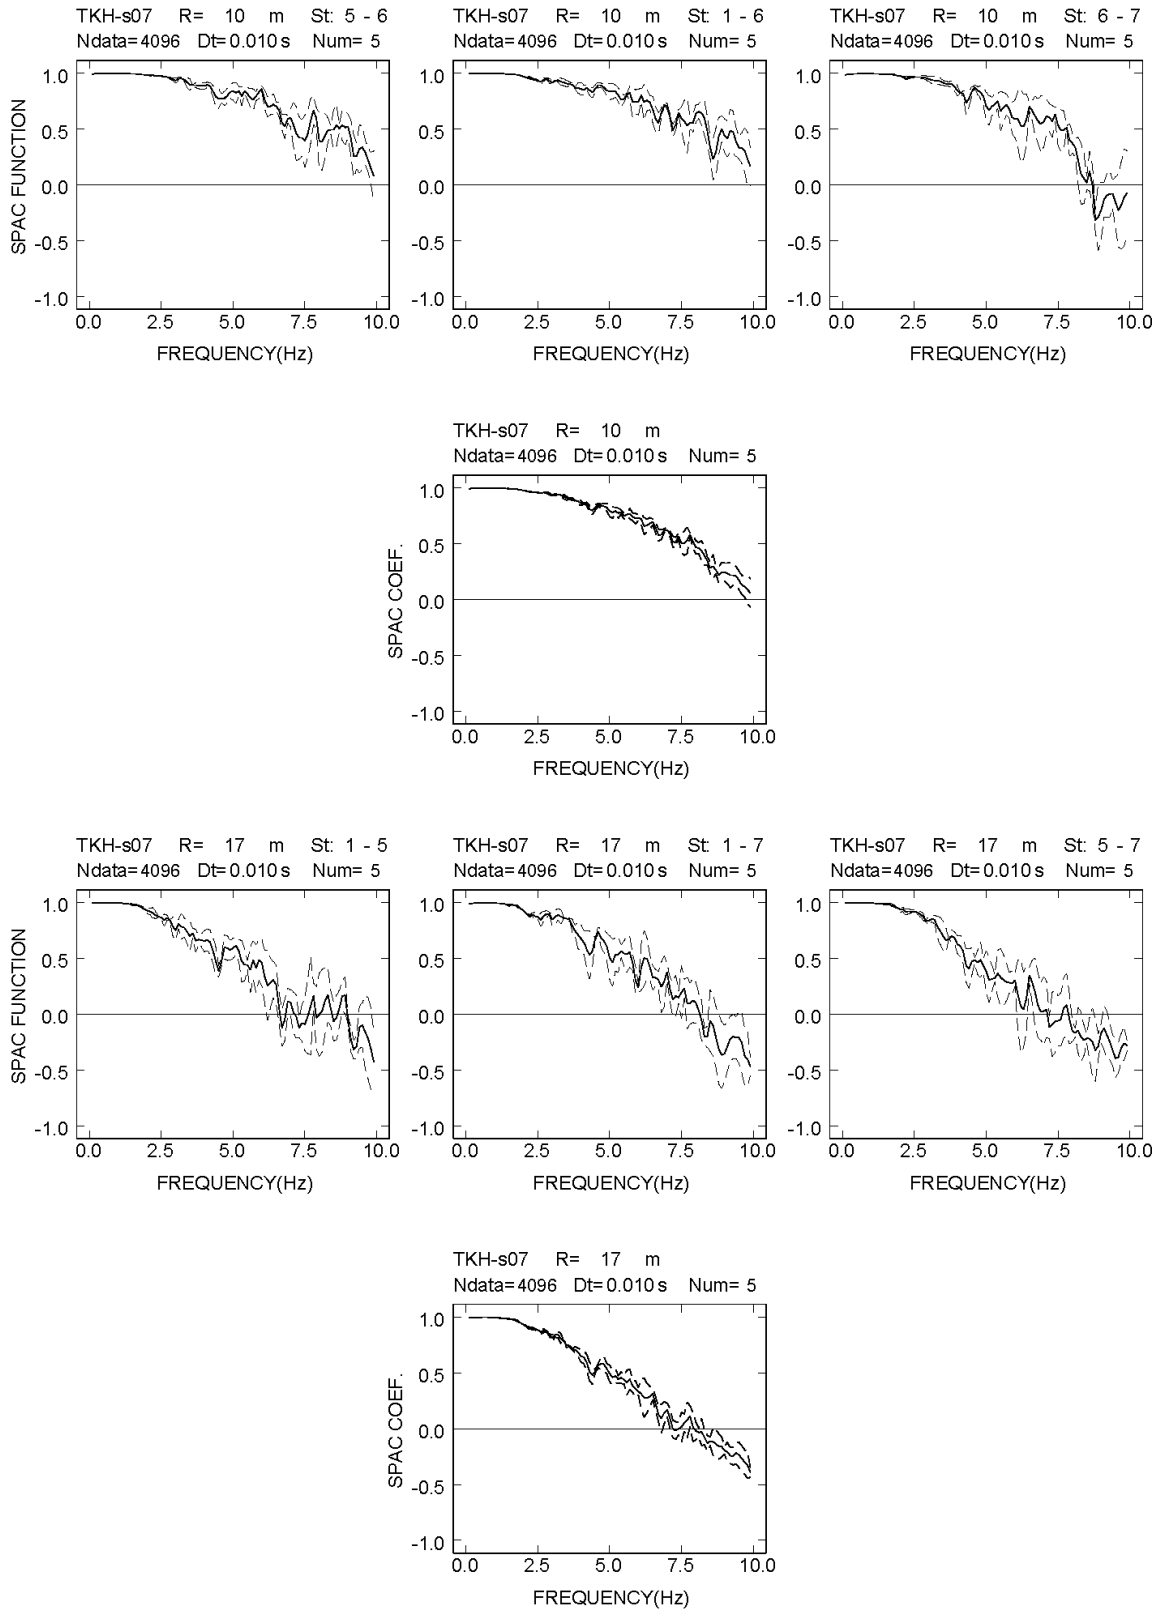 TKH-s07 R= 10 m St: 5 - 6
Ndata=4096 Dt=0.010 s Num= 5
SPAC FUNCTION
1.0
0.5
0.0
-0.5
-1.0
0.0 2.5 5.0 7.5 10.0
FREQUENCY(Hz)
TKH-s07 R= 10 m St: 1 - 6
Ndata=4096 Dt=0.010 s Num= 5
1.0
0.5
0.0
-0.5
-1.0
0.0 2.5 5.0 7.5 10.0
FREQUENCY(Hz)
TKH-s07 R= 10 m St: 6 - 7
Ndata=4096 Dt=0.010 s Num= 5
1.0
0.5
0.0
-0.5
-1.0
0.0 2.5 5.0 7.5 10.0
FREQUENCY(Hz)
TKH-s07 R= 10 m
Ndata=4096 Dt=0.010 s Num= 5
SPAC COEF.
1.0
0.5
0.0
-0.5
-1.0
0.0 2.5 5.0 7.5 10.0
FREQUENCY(Hz)
TKH-s07 R= 17 m St: 1 - 5
Ndata=4096 Dt=0.010 s Num= 5
SPAC FUNCTION
1.0
0.5
0.0
-0.5
-1.0
0.0 2.5 5.0 7.5 10.0
FREQUENCY(Hz)
TKH-s07 R= 17 m St: 1 - 7
Ndata=4096 Dt=0.010 s Num= 5
1.0
0.5
0.0
-0.5
-1.0
0.0 2.5 5.0 7.5 10.0
FREQUENCY(Hz)
TKH-s07 R= 17 m St: 5 - 7
Ndata=4096 Dt=0.010 s Num= 5
1.0
0.5
0.0
-0.5
-1.0
0.0 2.5 5.0 7.5 10.0
FREQUENCY(Hz)
TKH-s07 R= 17 m
Ndata=4096 Dt=0.010 s Num= 5
SPAC COEF.
1.0
0.5
0.0
-0.5
-1.0
0.0 2.5 5.0 7.5 10.0
FREQUENCY(Hz)